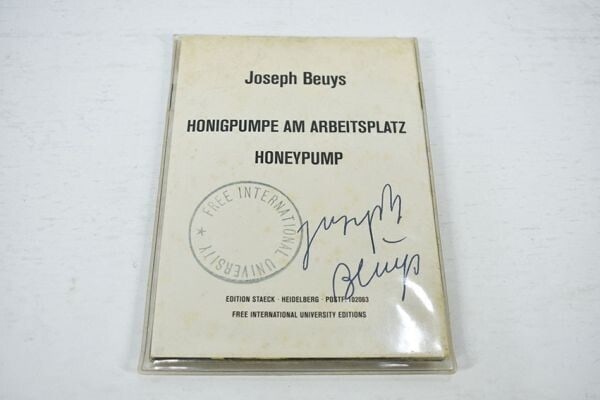 Joseph Beuys
HONIGPUMPE AM ARBEITSPLATZ
HONEYPUMP
FREE INTERNATIONAL UNIVERSITY ★
Joseph
Beuys
EDITION STAECK · HEIDELBERG · POSTF. 102063
FREE INTERNATIONAL UNIVERSITY EDITIONS